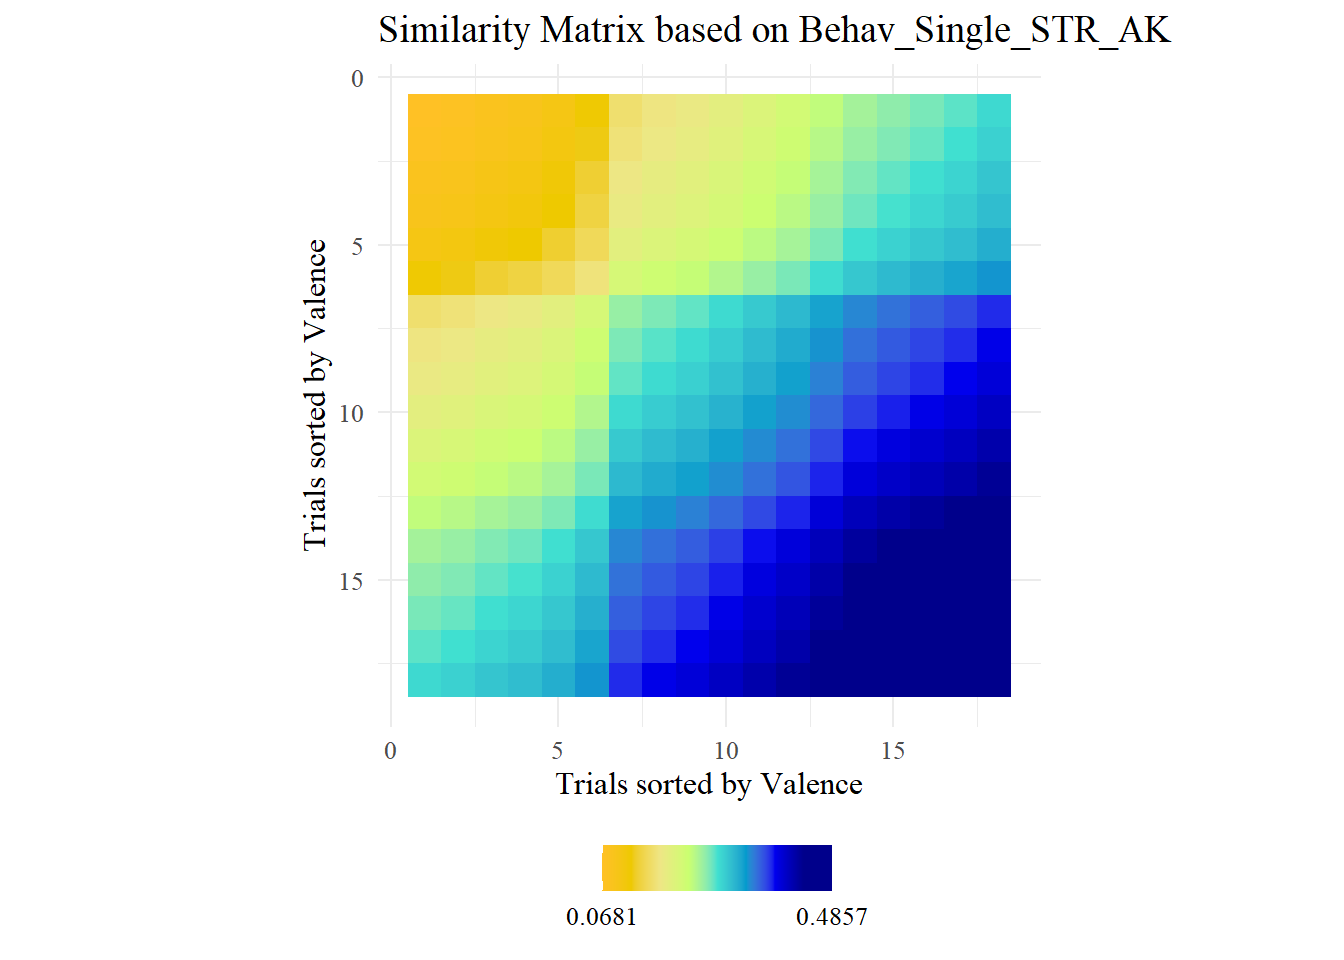 Similarity Matrix based on Behav_Single_STR_AK
0
5
10
15
Trials sorted by Valence
0 5 10 15
Trials sorted by Valence
0.0681 0.4857